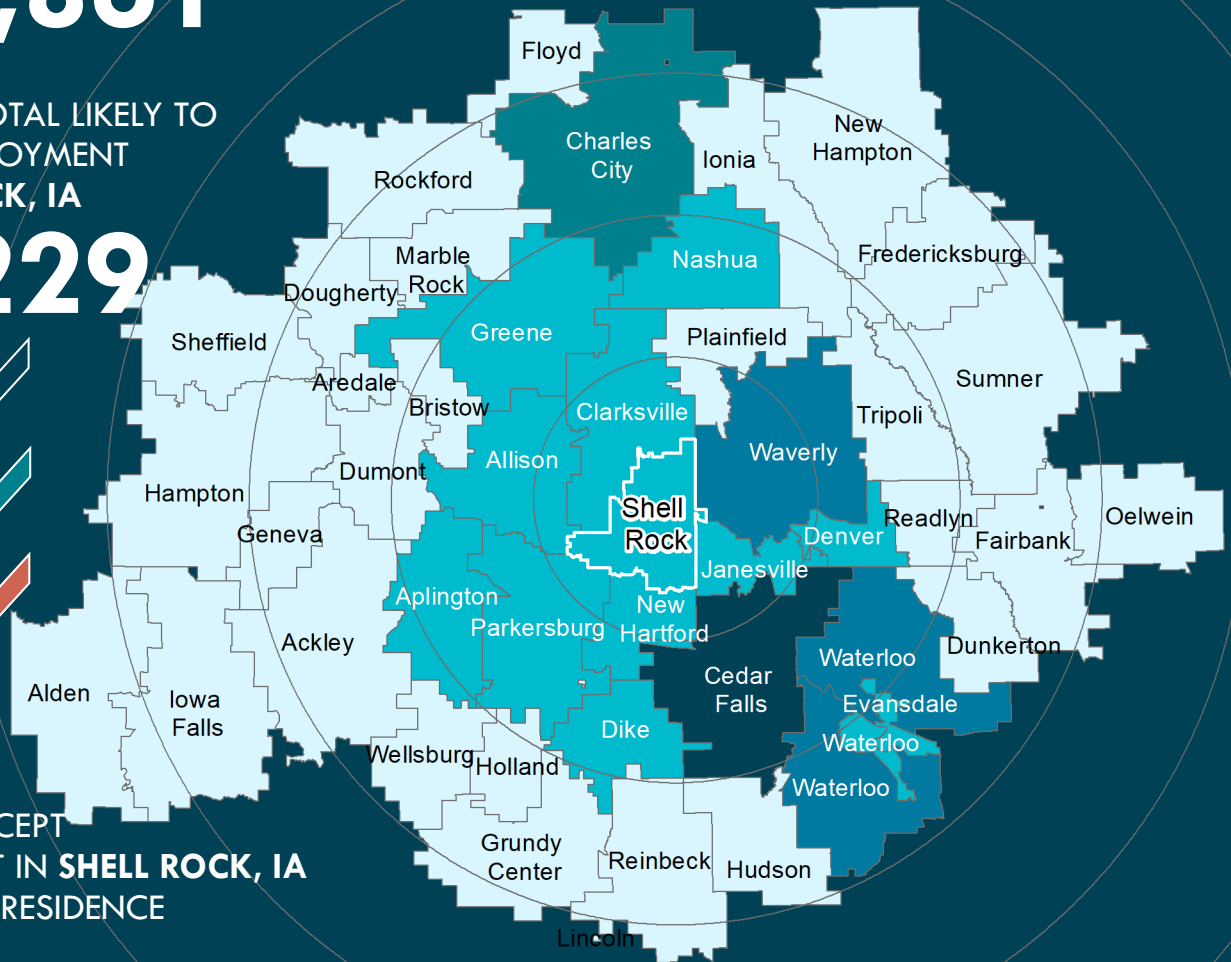 Floyd
OTAL LIKELY TO
OYMENT
CK, IA
229
Charles
City
Ionia
New
Hampton
Rockford
Marble
Rock
Nashua
Fredericksburg
Dougherty
Sheffield
Greene
Plainfield
Aredale
Bristow
Clarksville
Sumner
Tripoli
Allison
Waverly
Dumont
Hampton
Geneva
Shell
Rock
Denver
Readlyn
Fairbank
Oelwein
Janesville
Aplington
Parkersburg
New
Hartford
Ackley
Dunkerton
Waterloo
Alden
Iowa
Falls
Cedar
Falls
Evansdale
Dike
Waterloo
Wellsburg
Holland
Waterloo
CEPT
T IN SHELL ROCK, IA
RESIDENCE
Grundy
Center
Reinbeck
Hudson
Lincoln